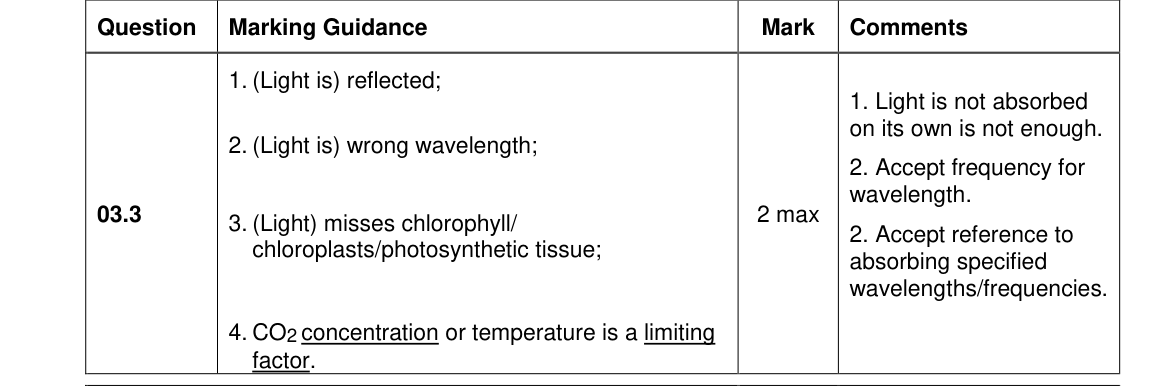 Question Marking Guidance Mark Comments
1. (Light is) reflected;
2. (Light is) wrong wavelength;
3. (Light) misses chlorophyll/
chloroplasts/photosynthetic tissue;
4. CO2 concentration or temperature is a limiting
factor.
03.3
2 max
1. Light is not absorbed
on its own is not enough.
2. Accept frequency for
wavelength.
2. Accept reference to
absorbing specified
wavelengths/frequencies.